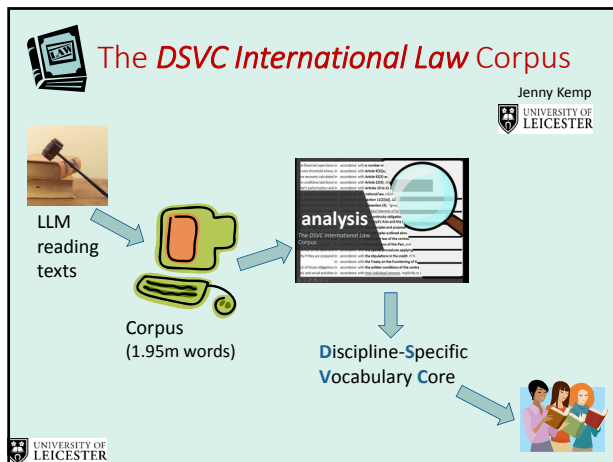 LAW
The DSVC International Law Corpus
Jenny Kemp
UNIVERSITY OF
LEICESTER
LLM
reading
texts
Corpus
(1.95m words)
analysis
The DSVC International Law
Corpus
Discipline-Specific
Vocabulary Core
UNIVERSITY OF
LEICESTER